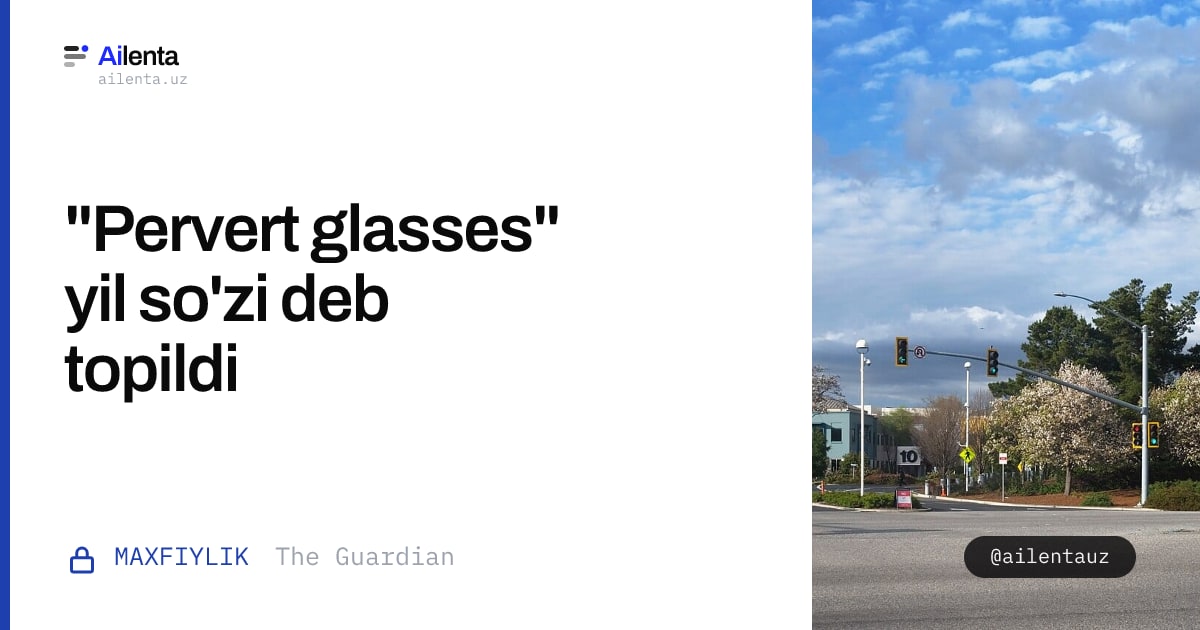 Ailenta
ailenta.uz
"Pervert glasses"
yil so'zi deb
topildi
MAXFIYLIK The Guardian
10
@ailentauz